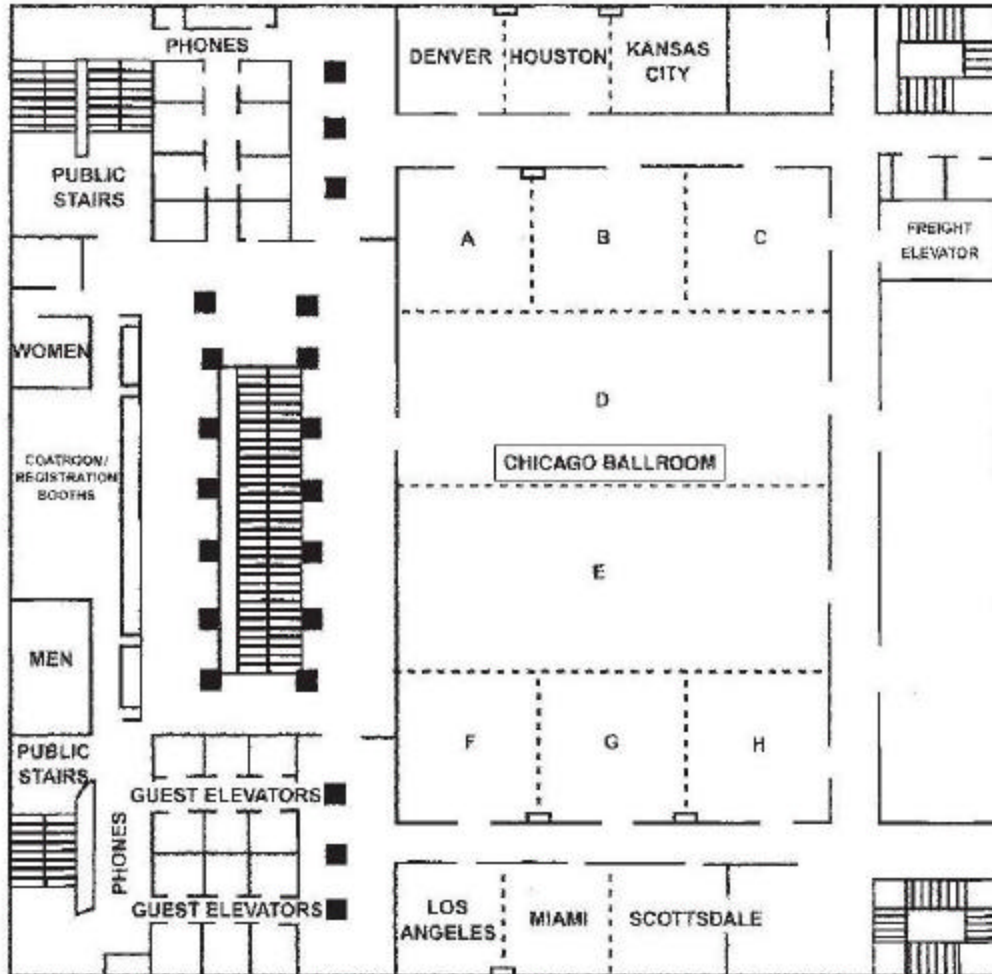 PHONES
DENVER
HOUSTON
KANSAS
CITY
PUBLIC
STAIRS
A
B
C
FREIGHT
ELEVATOR
WOMEN
D
CHICAGO BALLROOM
COATROOM/
REGISTRATION
BOOTHS
E
MEN
F
G
H
PUBLIC
STAIRS
GUEST ELEVATORS
PHONES
GUEST ELEVATORS
LOS
ANGELES
MIAMI
SCOTTSDALE